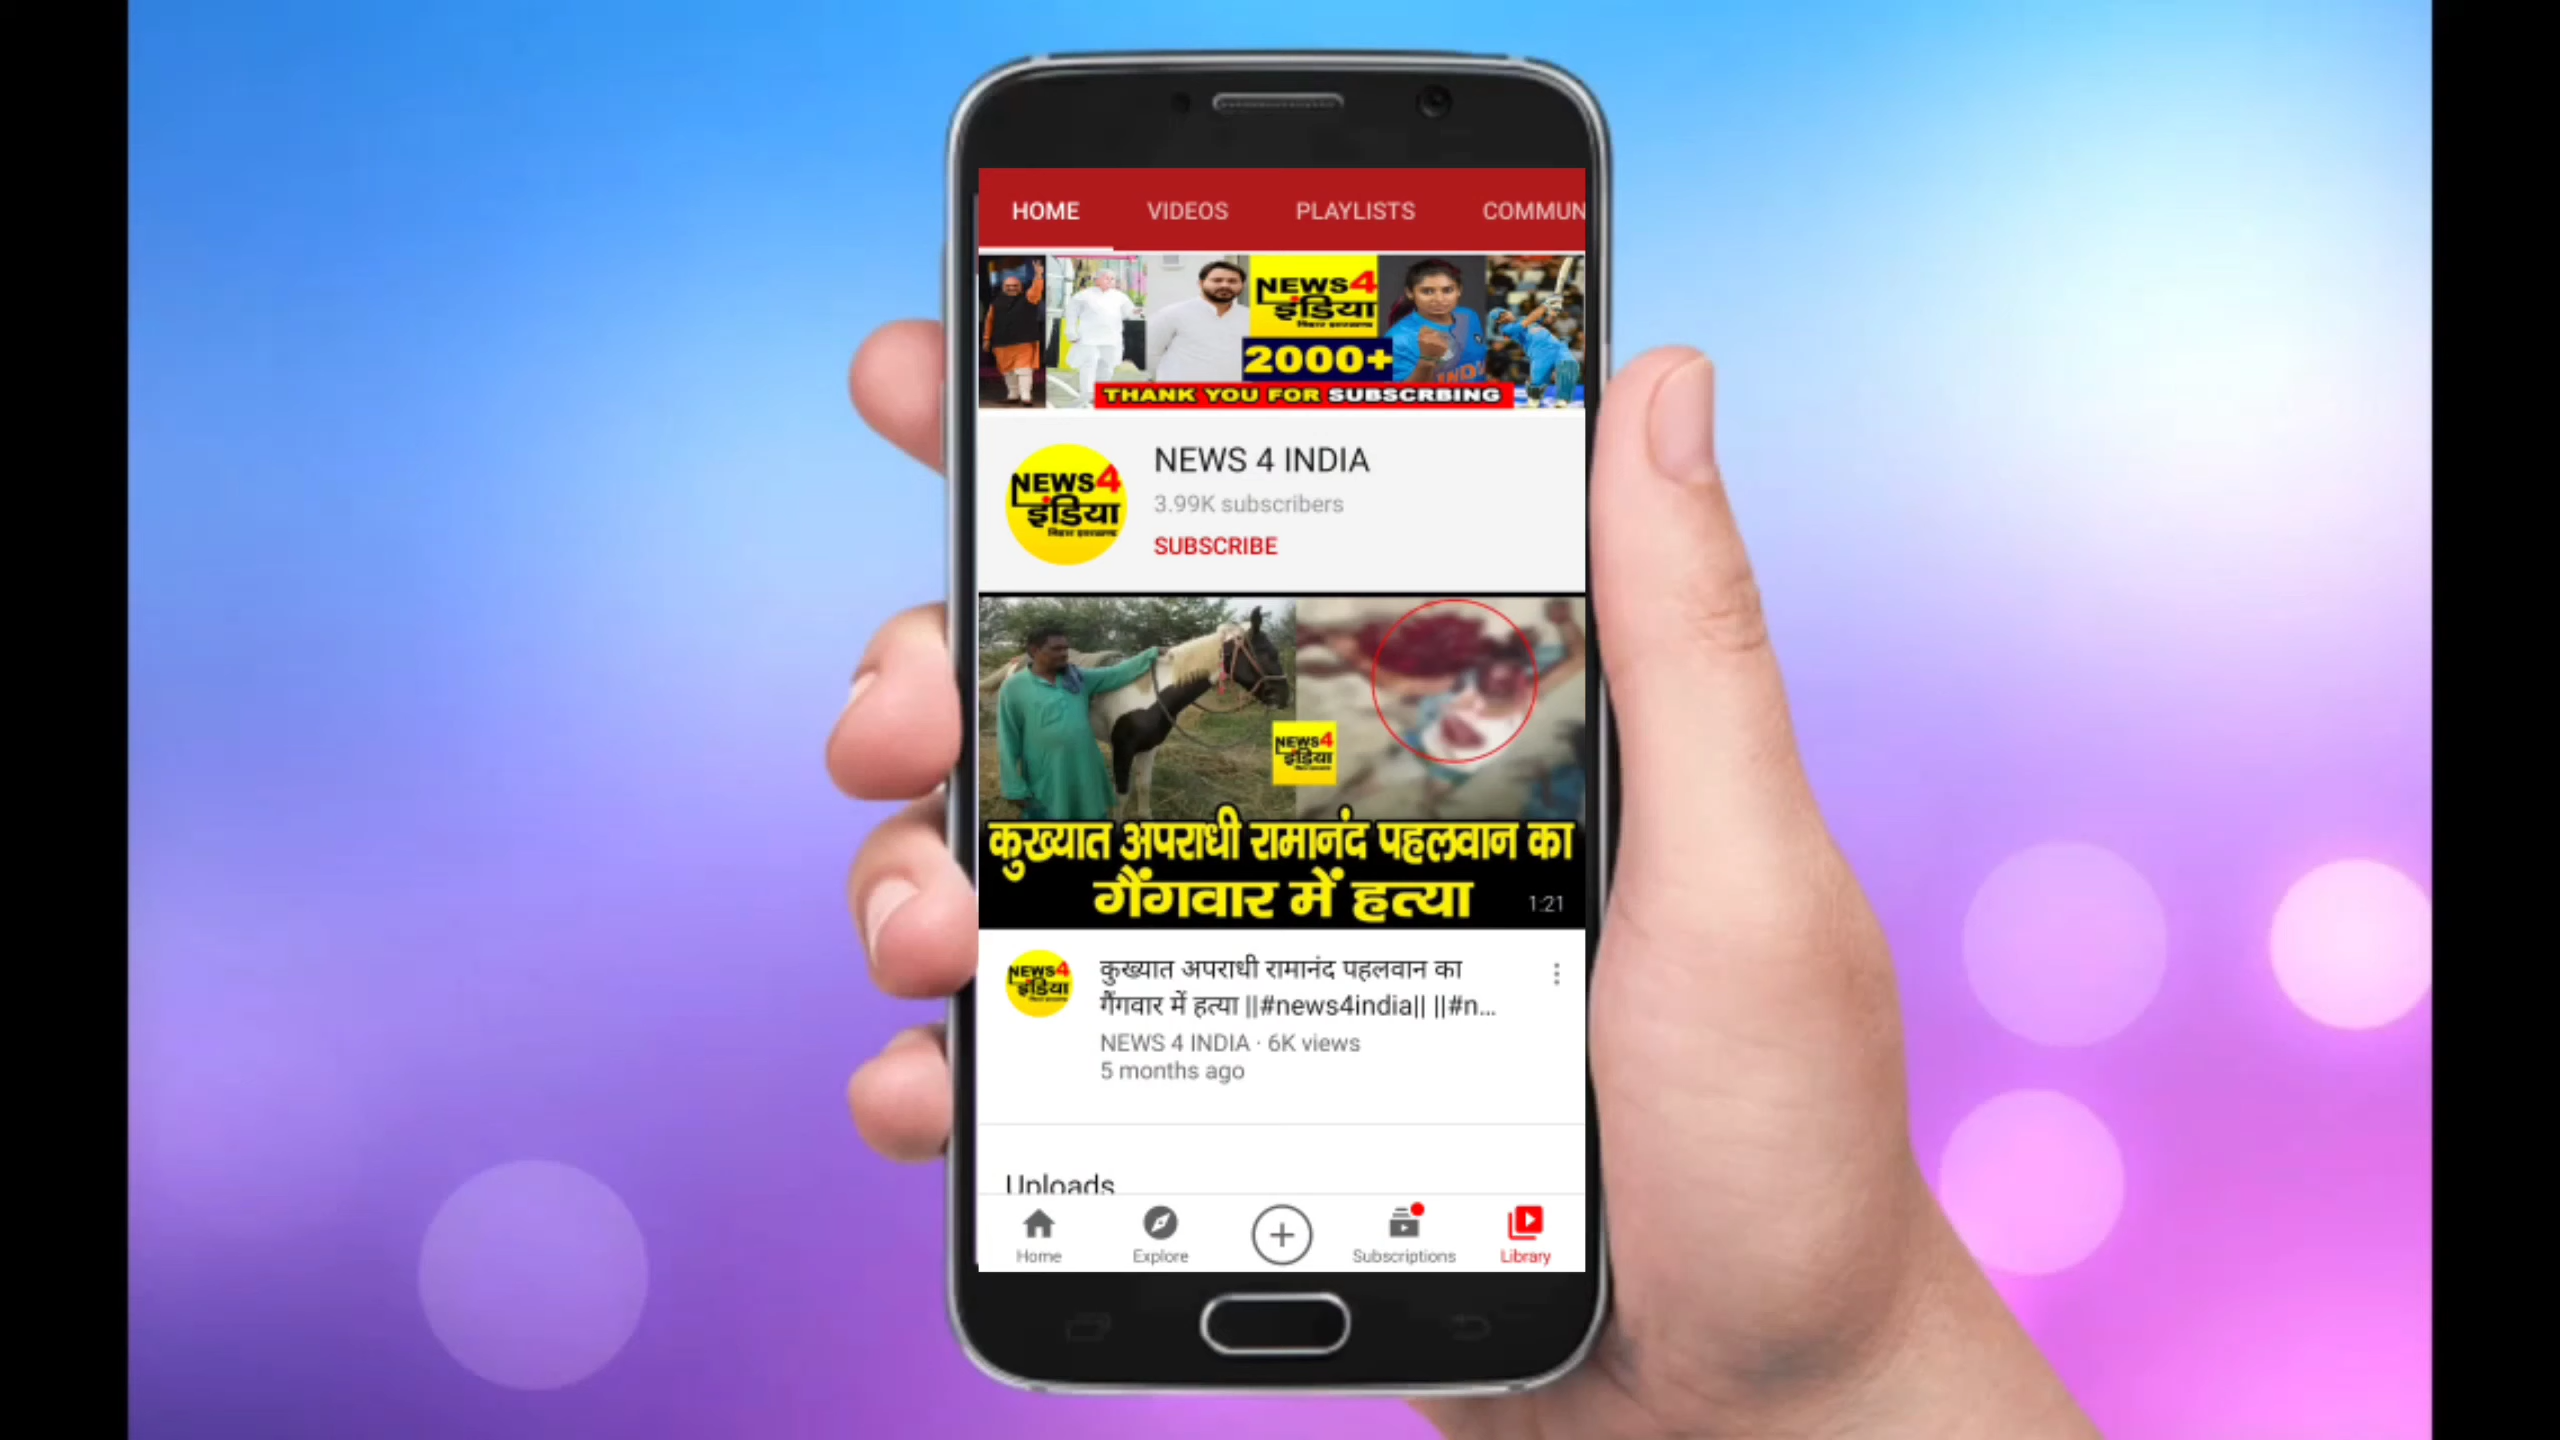 HOME VIDEOS PLAYLISTS COMMUN
NEWS4
इंडिया
2000+
THANK YOU FOR SUBSCRBING
NEWS4
इंडिया
NEWS 4 INDIA
3.99K subscribers
SUBSCRIBE
NEWS4
इंडिया
कुख्यात अपराधी रामानंद पहलवान का
गैंगवार में हत्या
1:21
NEWS4
इंडिया
कुख्यात अपराधी रामानंद पहलवान का
गैंगवार में हत्या ||#news4india|| ||#n...
NEWS 4 INDIA · 6K views
5 months ago
Uploads
Home Explore Subscriptions Library